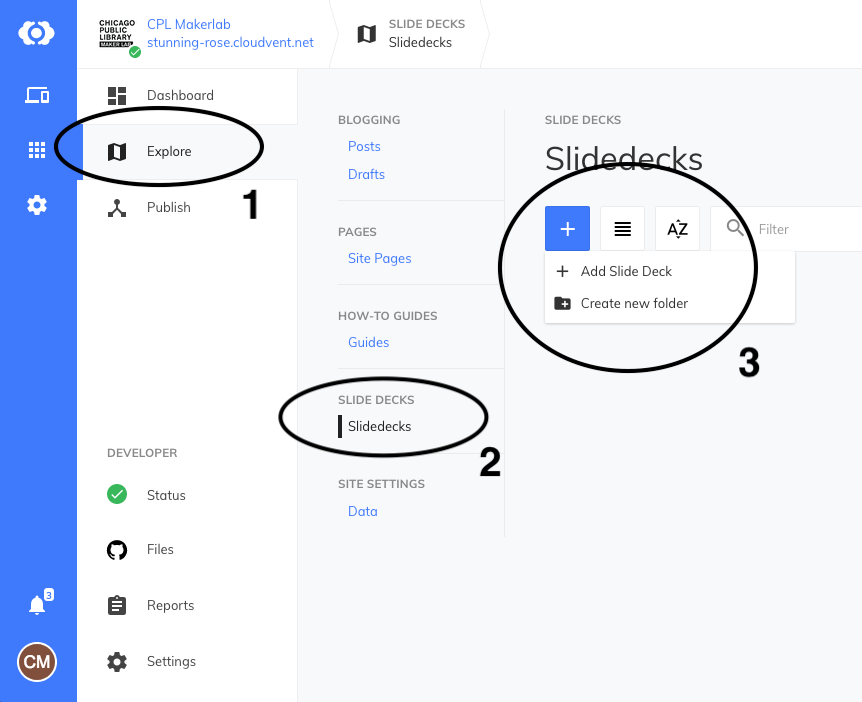 CHICAGO
PUBLIC
LIBRARY
MAKER LAB
CPL Makerlab
stunning-rose.cloudvent.net
SLIDE DECKS
Slidedecks
Dashboard
Explore
Publish
1
DEVELOPER
Status
Files
Reports
Settings
3
CM
BLOGGING
Posts
Drafts
PAGES
Site Pages
HOW-TO GUIDES
Guides
SLIDE DECKS
Slidedecks
2
SITE SETTINGS
Data
SLIDE DECKS
Slidedecks
AZ
Filter
Add Slide Deck
Create new folder
3